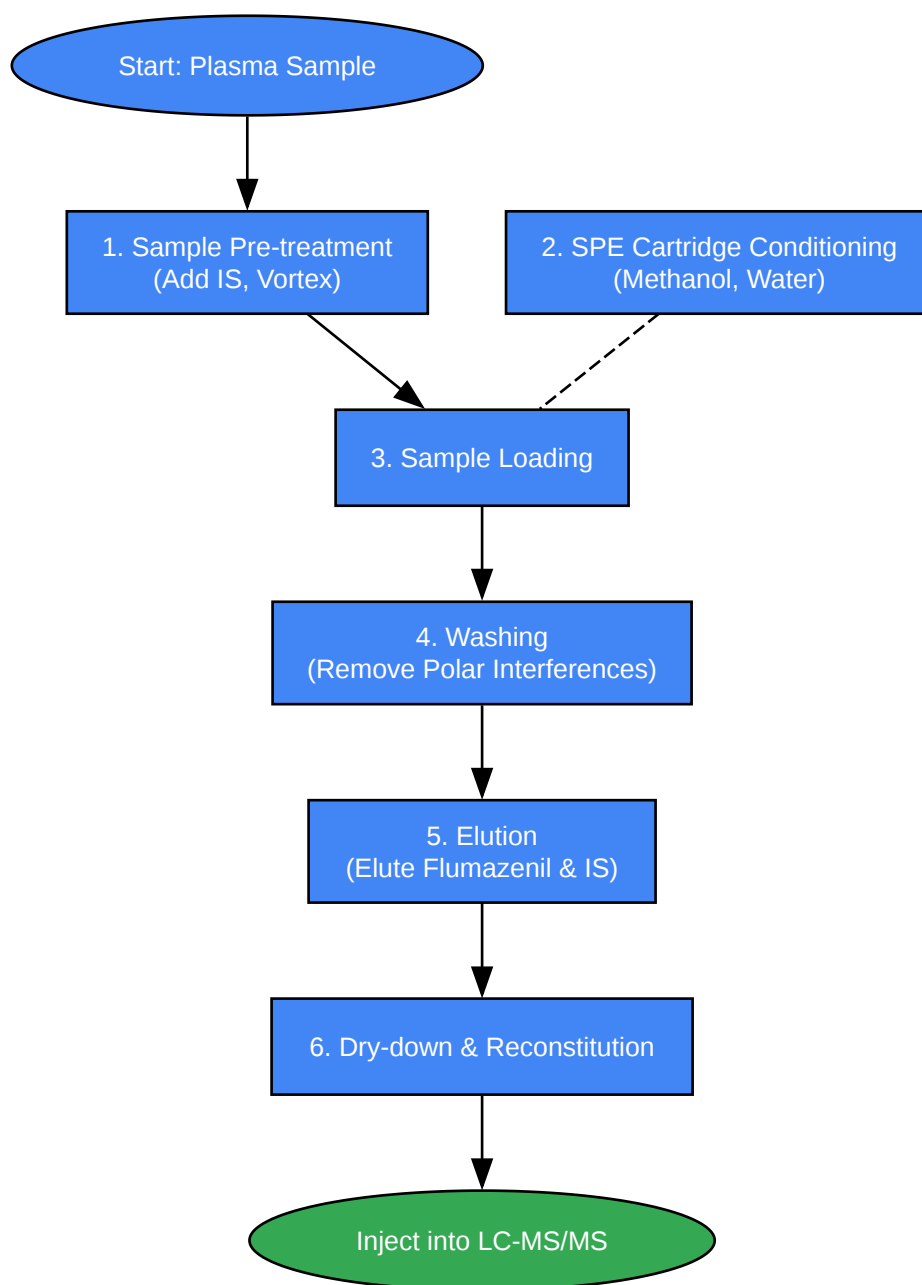 Start: Plasma Sample
1. Sample Pre-treatment
(Add IS, Vortex)
2. SPE Cartridge Conditioning
(Methanol, Water)
3. Sample Loading
4. Washing
(Remove Polar Interferences)
5. Elution
(Elute Flumazenil & IS)
6. Dry-down & Reconstitution
Inject into LC-MS/MS